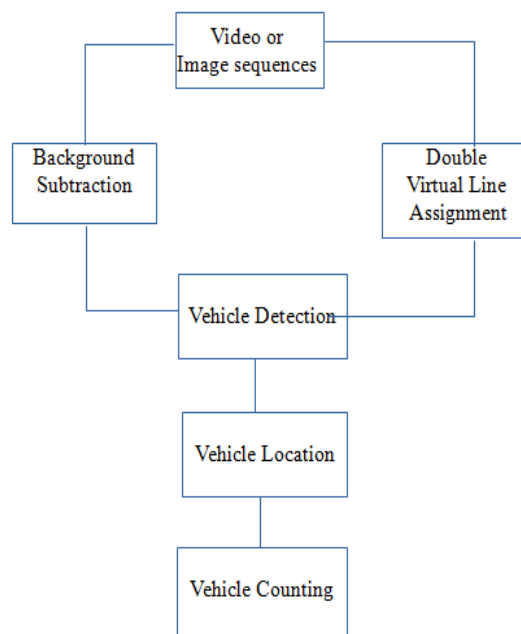 Video or
Image sequences
Background
Subtraction
Double
Virtual Line
Assignment
Vehicle Detection
Vehicle Location
Vehicle Counting